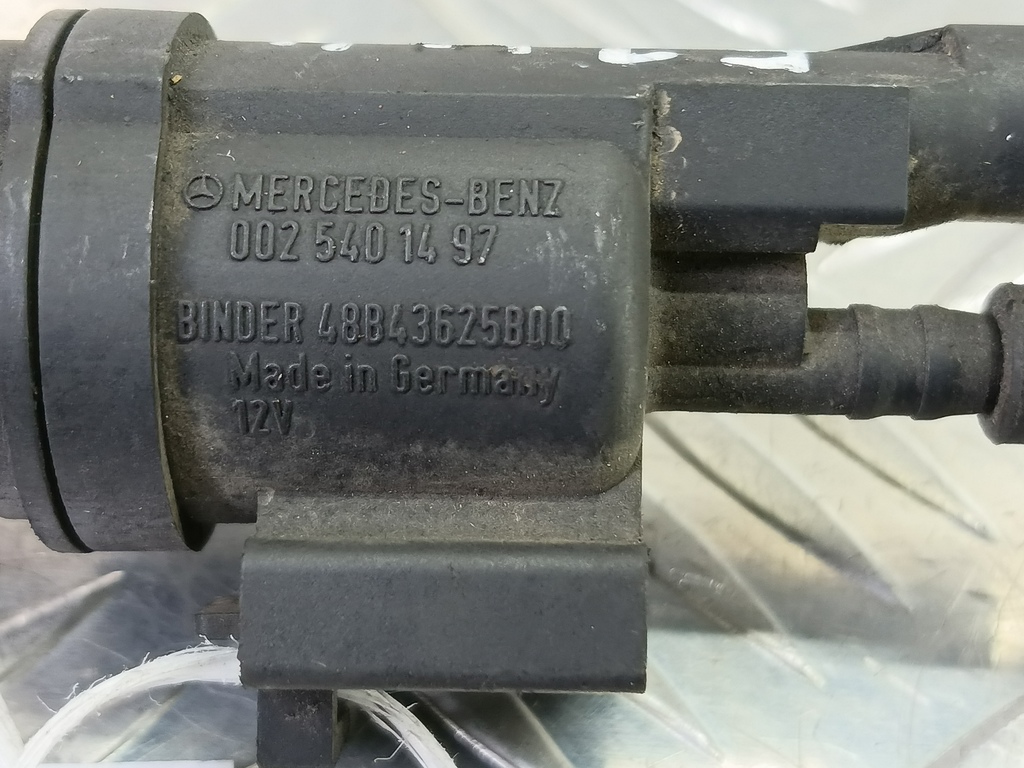 MERCEDES-BENZ
002 540 14 97
BINDER 48B43625B00
Made in Germany
12V